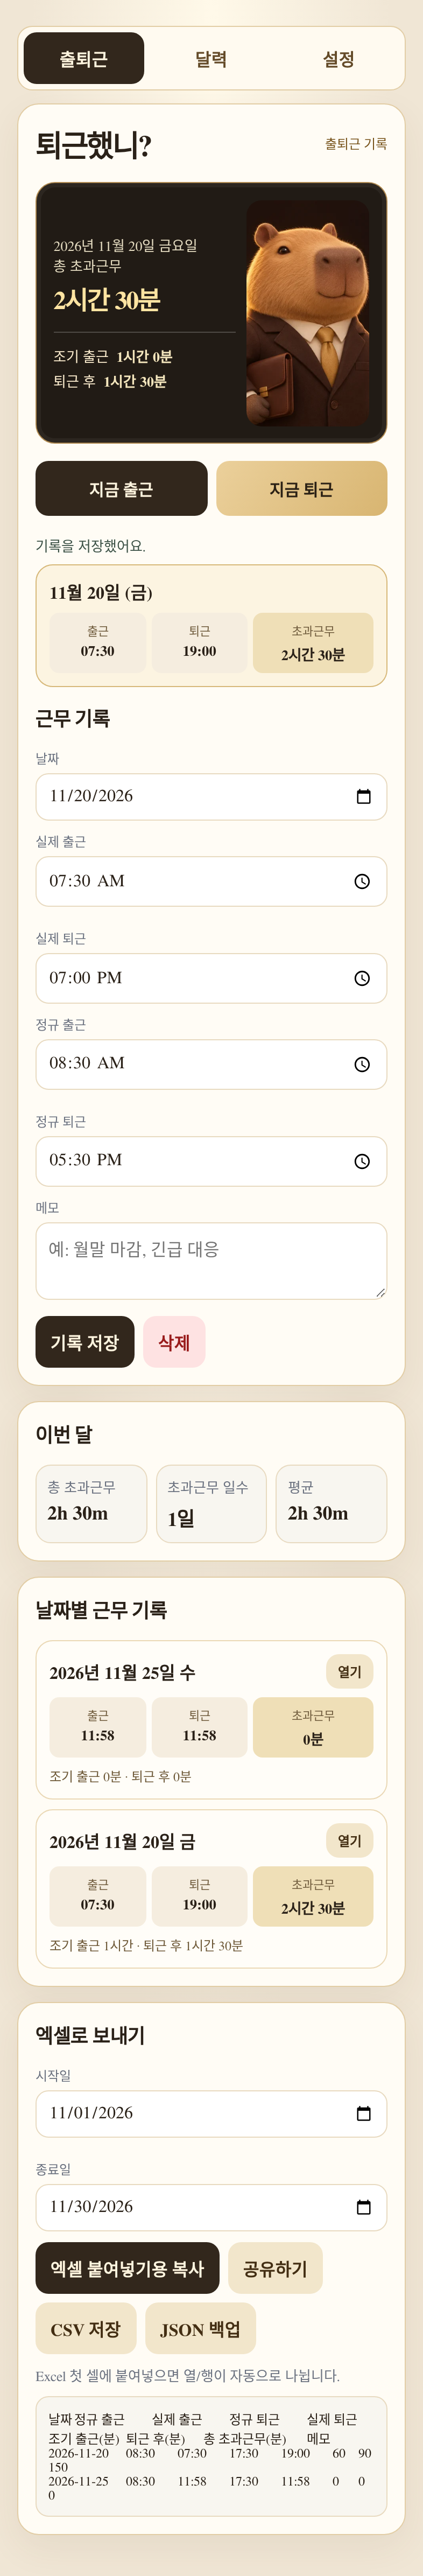 출퇴근 달력 설정
퇴근했니? 출퇴근 기록
2026년 11월 20일 금요일
총 초과근무
2시간 30분
조기 출근 1시간 0분
퇴근 후 1시간 30분
지금 출근 지금 퇴근
기록을 저장했어요.
11월 20일 (금)
출근 퇴근 초과근무
07:30 19:00 2시간 30분
근무 기록
날짜
11/20/2026
실제 출근
07:30 AM
실제 퇴근
07:00 PM
정규 출근
08:30 AM
정규 퇴근
05:30 PM
메모
예: 월말 마감, 긴급 대응
기록 저장 삭제
이번 달
총 초과근무 초과근무 일수 평균
2h 30m 1일 2h 30m
날짜별 근무 기록
2026년 11월 25일 수 열기
출근 퇴근 초과근무
11:58 11:58 0분
조기 출근 0분 · 퇴근 후 0분
2026년 11월 20일 금 열기
출근 퇴근 초과근무
07:30 19:00 2시간 30분
조기 출근 1시간 · 퇴근 후 1시간 30분
엑셀로 보내기
시작일
11/01/2026
종료일
11/30/2026
엑셀 붙여넣기용 복사 공유하기
CSV 저장 JSON 백업
Excel 첫 셀에 붙여넣으면 열/행이 자동으로 나뉩니다.
날짜 정규 출근 실제 출근 정규 퇴근 실제 퇴근
조기 출근(분) 퇴근 후(분) 총 초과근무(분) 메모
2026-11-20 08:30 07:30 17:30 19:00 60 90
150
2026-11-25 08:30 11:58 17:30 11:58 0 0
0